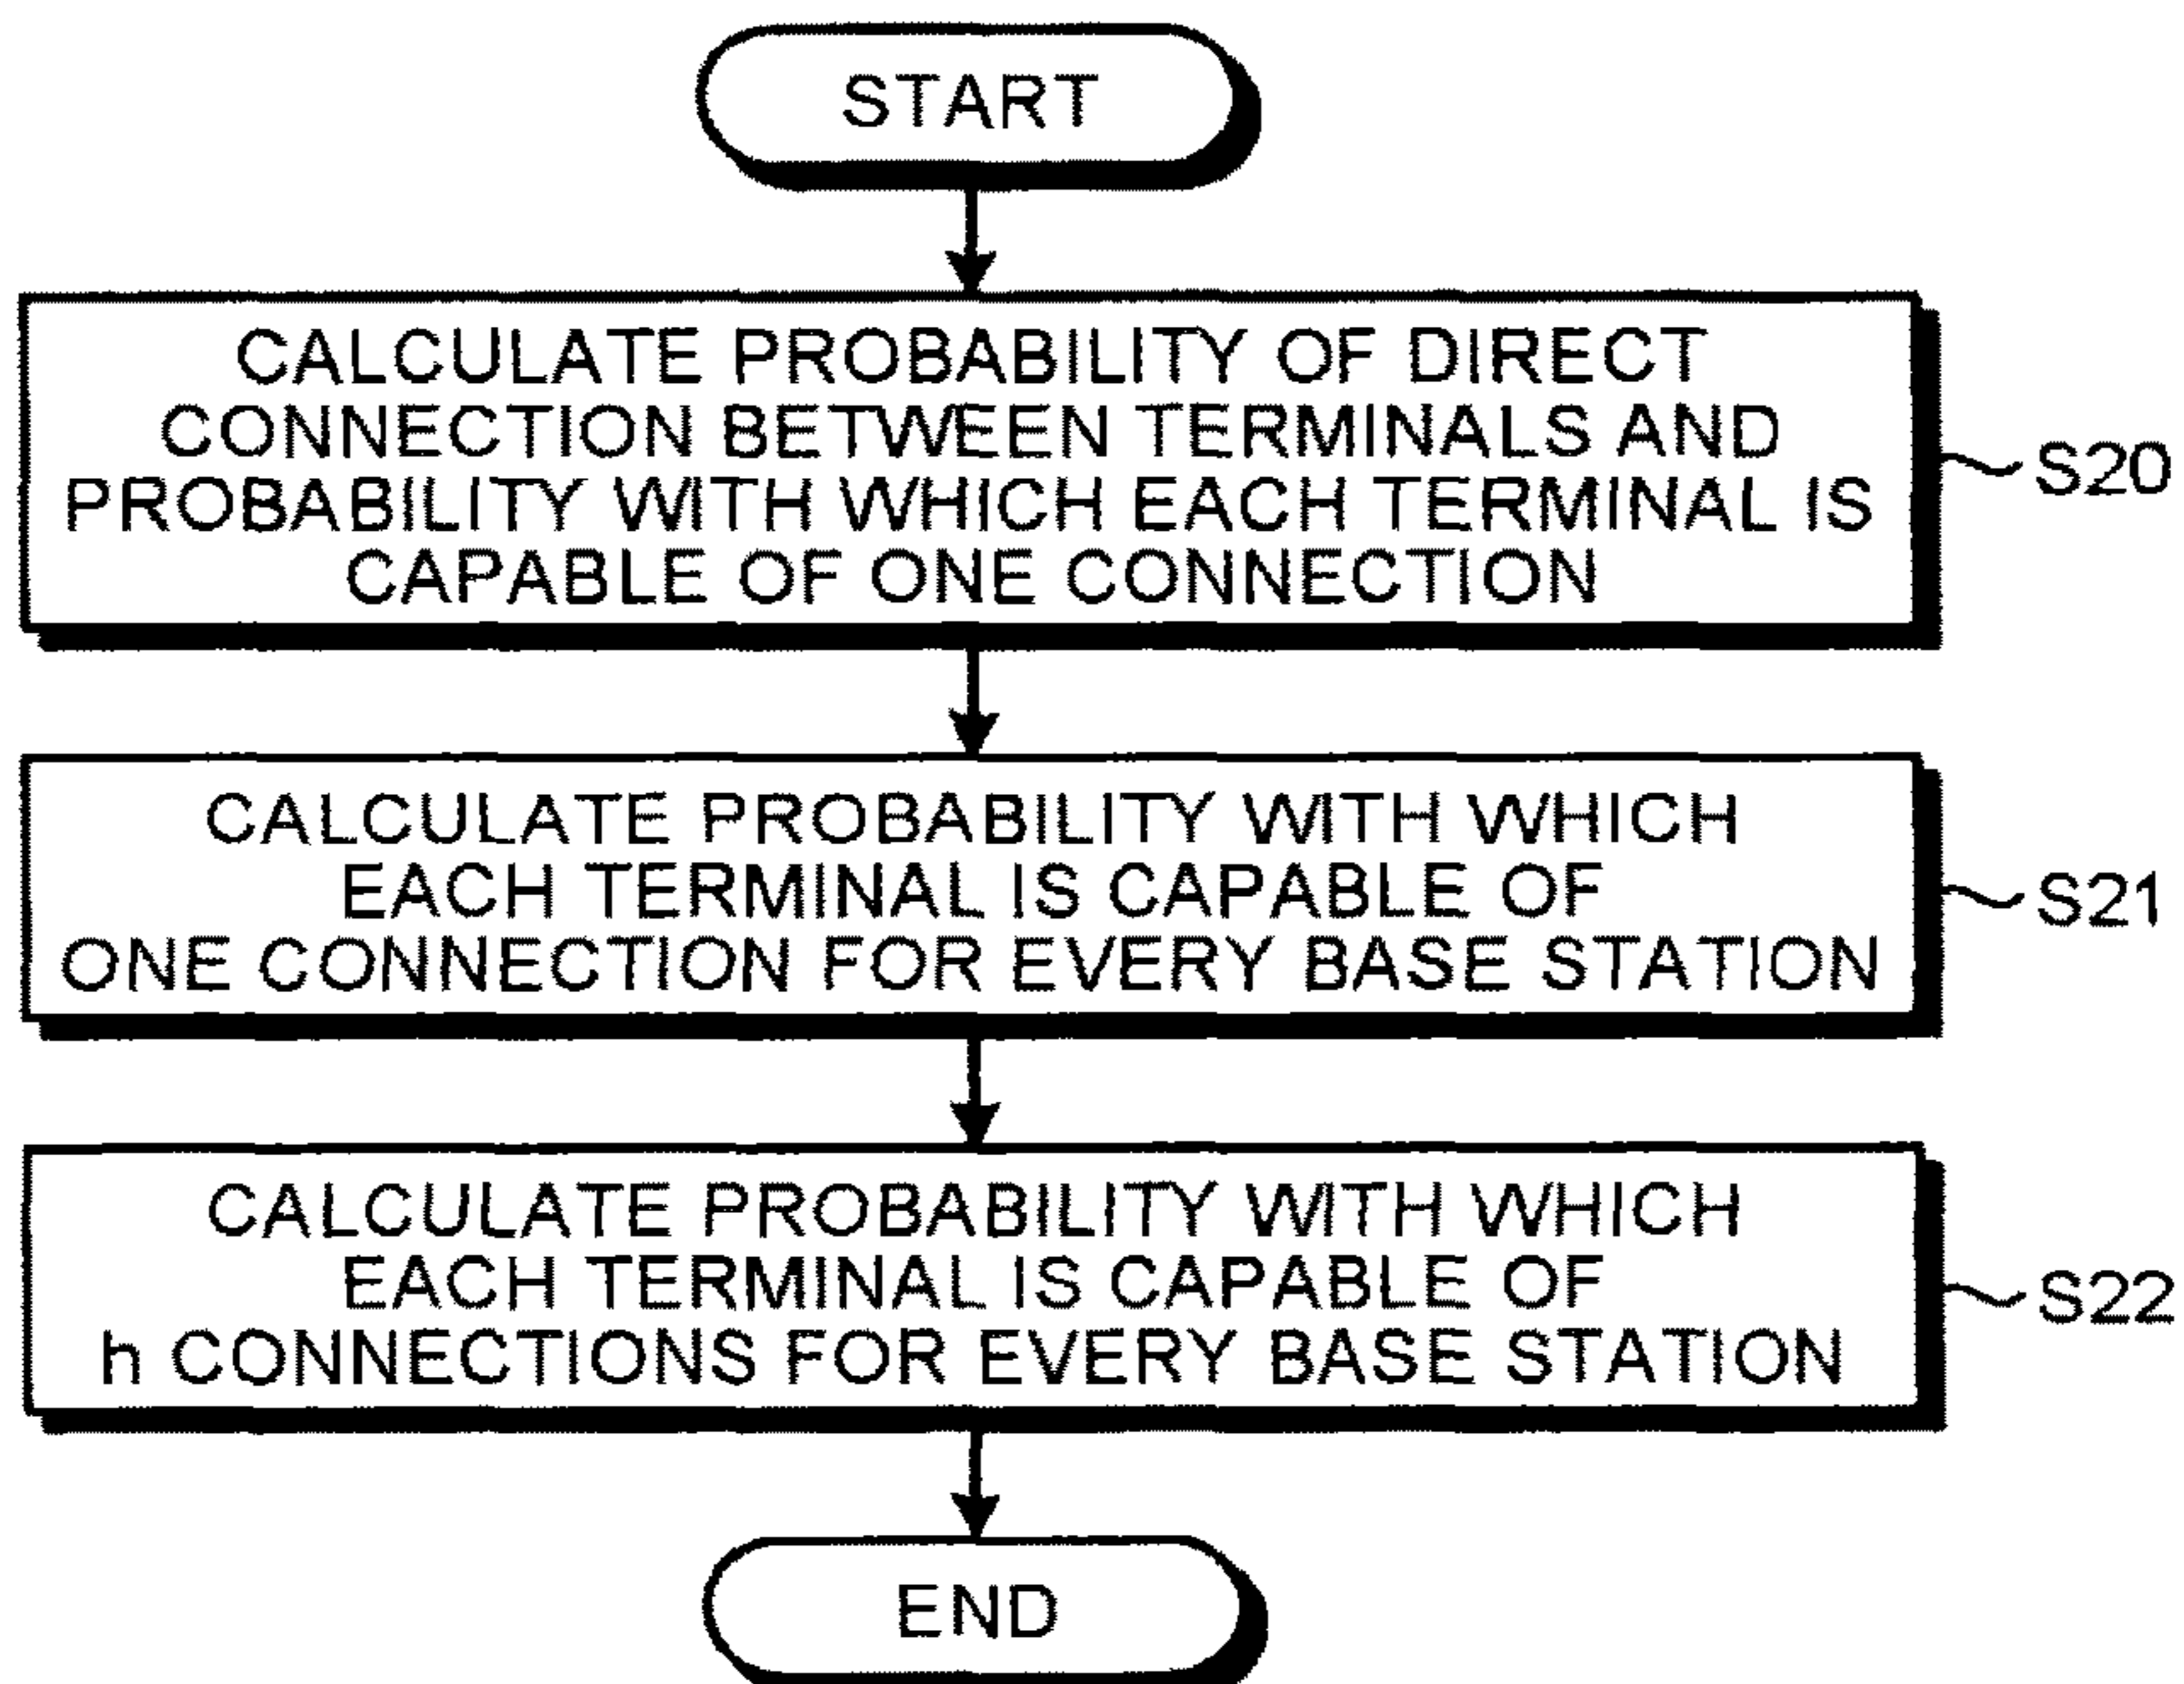 START
CALCULATE PROBABILITY OF DIRECT
CONNECTION BETWEEN TERMINALS AND
PROBABILITY WITH WHICH EACH TERMINAL IS
CAPABLE OF ONE CONNECTION
S20
CALCULATE PROBABILITY WITH WHICH
EACH TERMINAL IS CAPABLE OF
ONE CONNECTION FOR EVERY BASE STATION
S21
CALCULATE PROBABILITY WITH WHICH
EACH TERMINAL IS CAPABLE OF
h CONNECTIONS FOR EVERY BASE STATION
S22
END